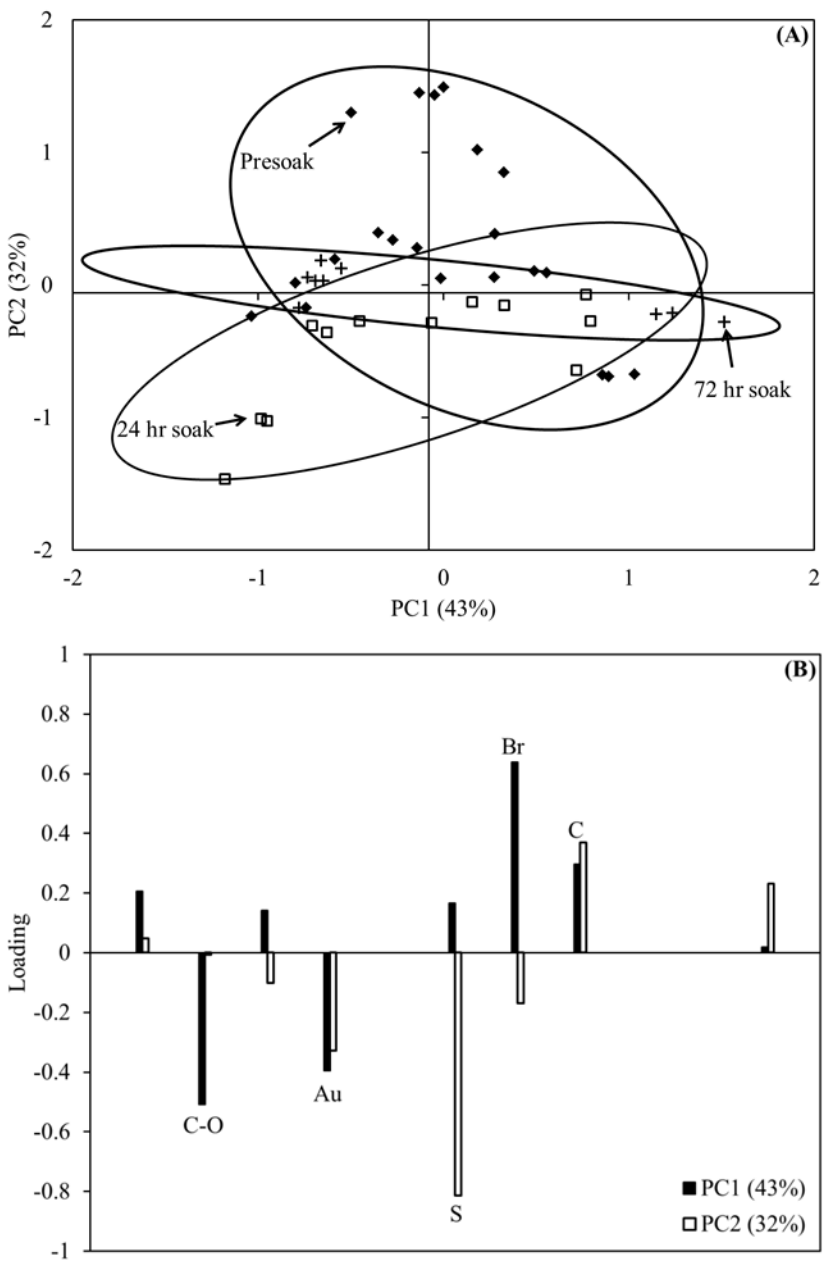 (A)
2
1
0
-1
-2
PC2 (32%)
Presoak
24 hr soak
72 hr soak
-2 -1 0 1 2
PC1 (43%)
(B)
1
0.8
0.6
0.4
0.2
0
-0.2
-0.4
-0.6
-0.8
-1
Loading
Br
C
Au
C-O
S
PC1 (43%)
PC2 (32%)